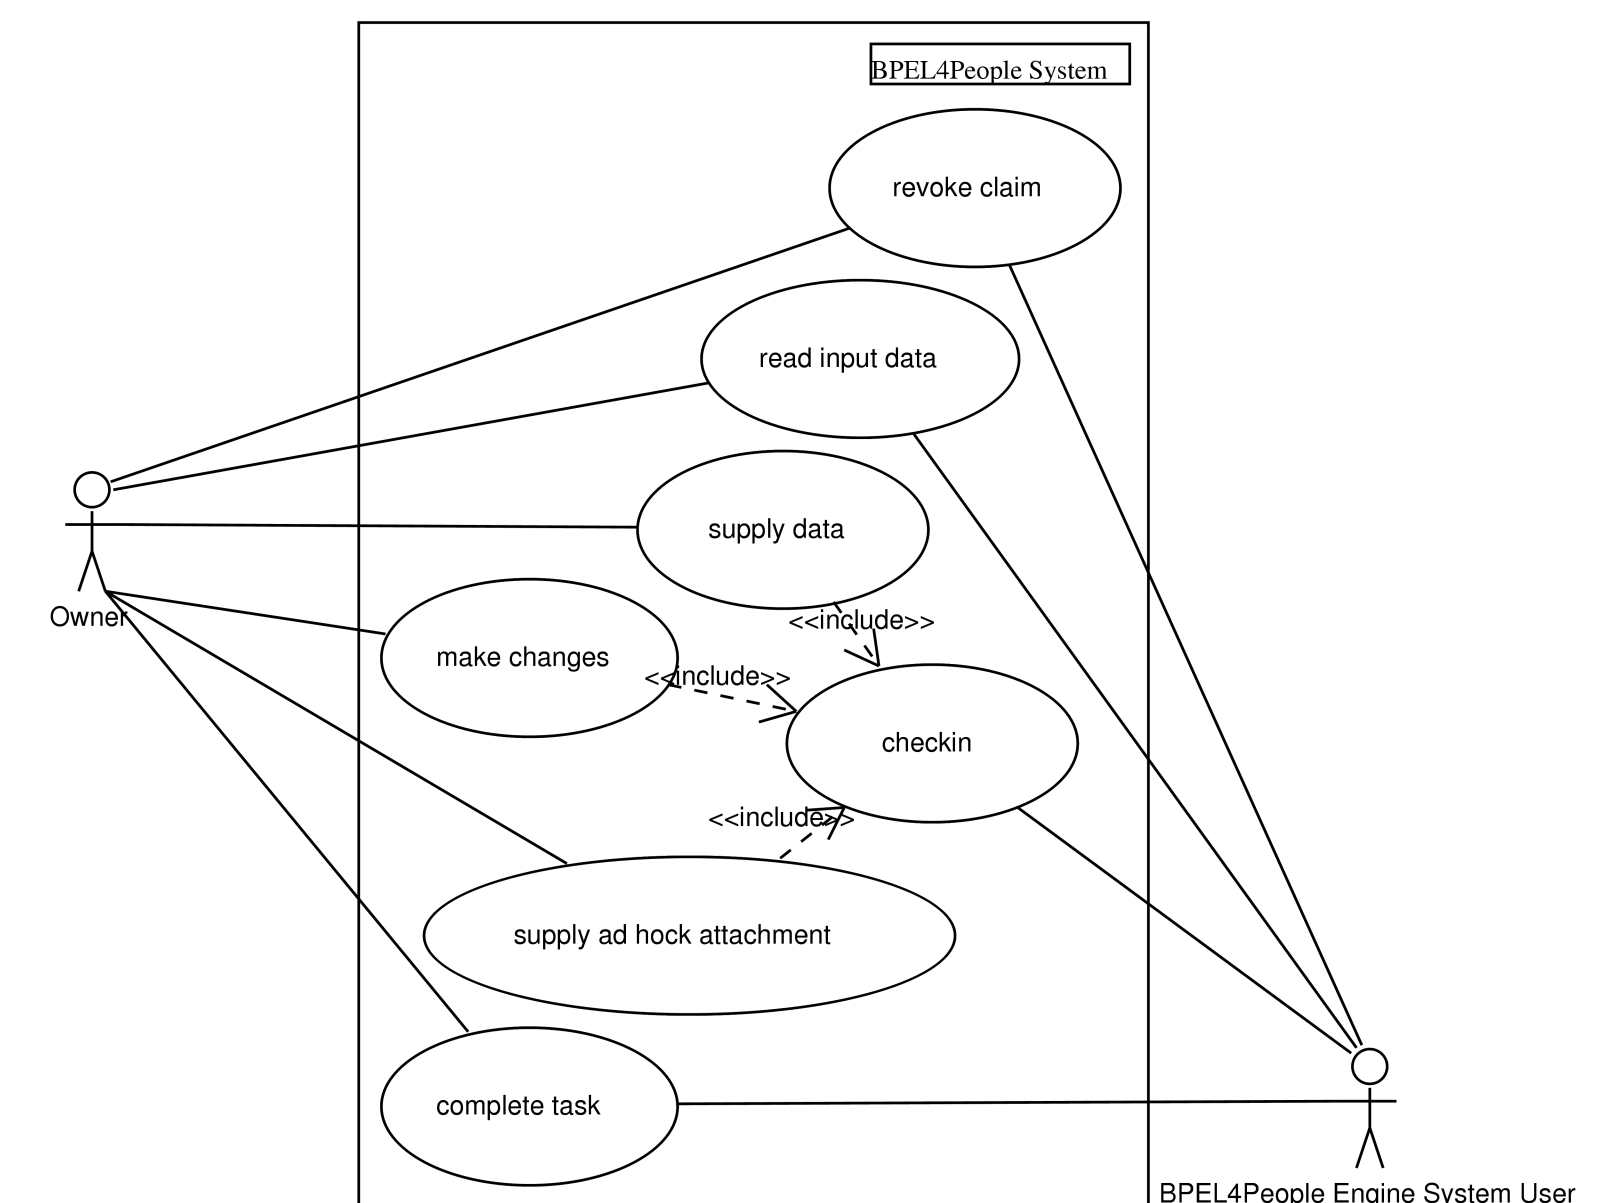 BPEL4People System
revoke claim
read input data
supply data
Owner
<<include>>
make changes
<<include>>
checkin
<<include>>
supply ad hock attachment
complete task
BPEL4People Engine System User